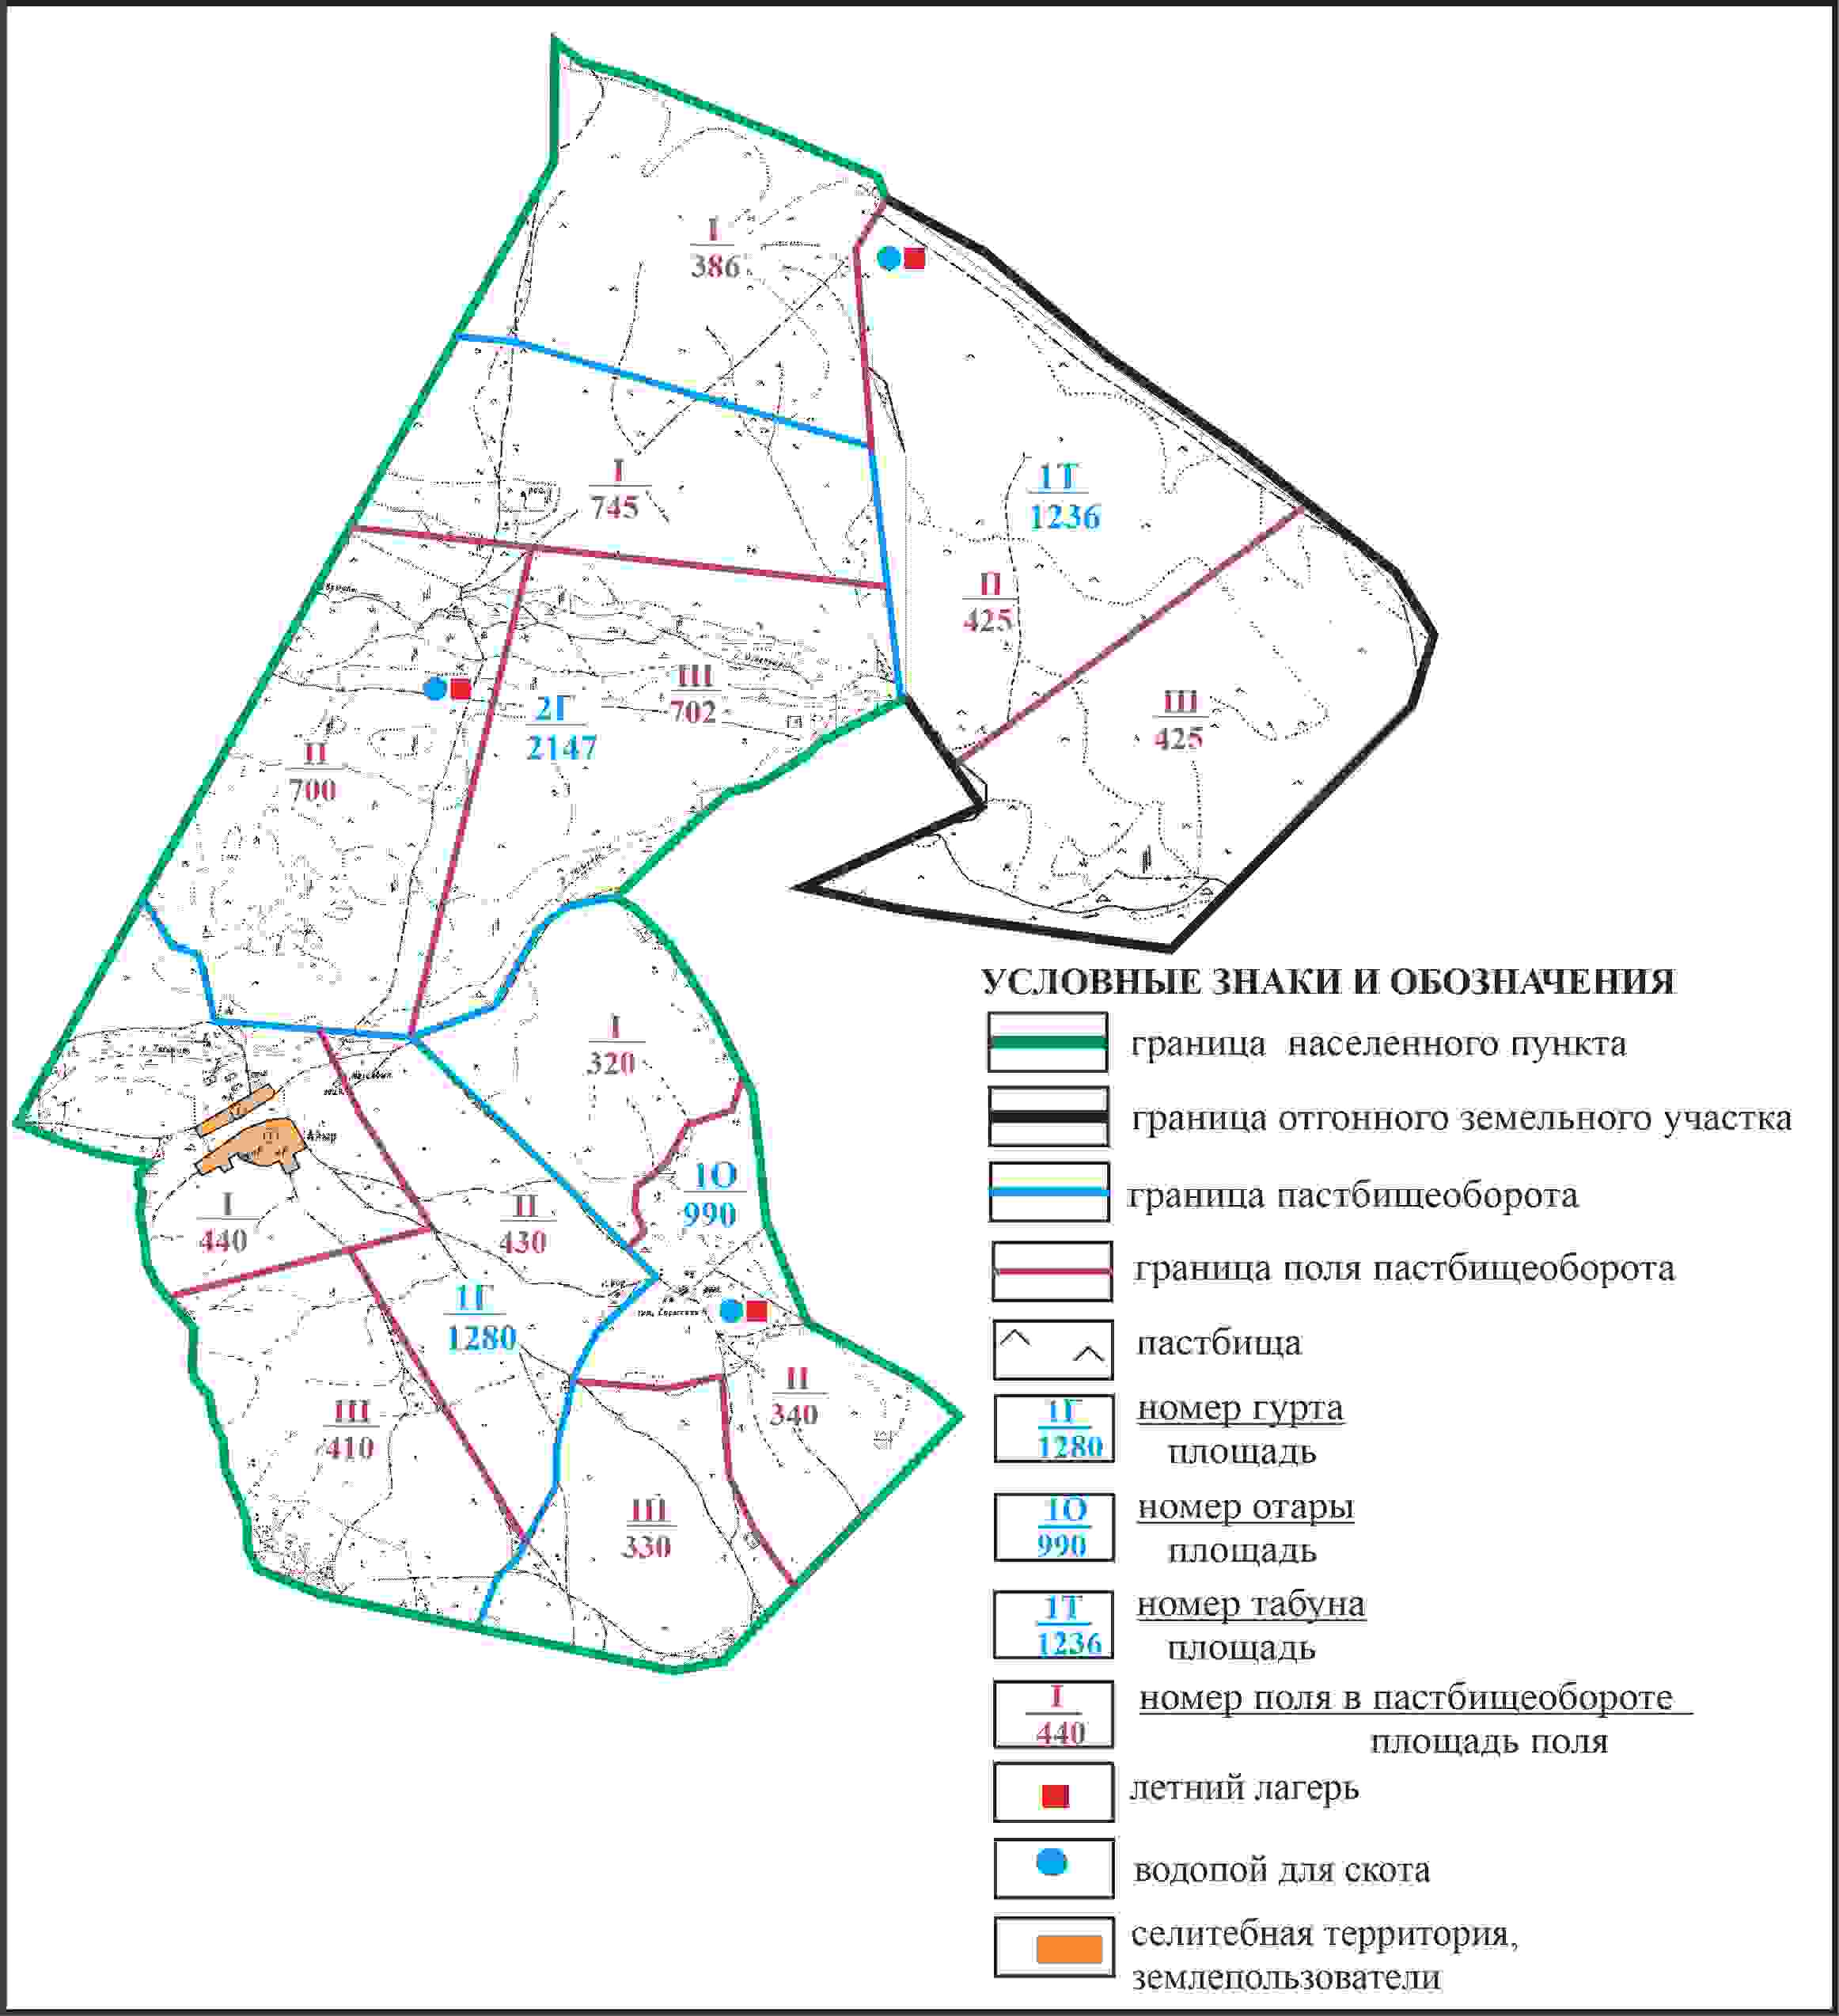 I
386
I
745
1Т
1236
II
425
III
702
2Г
2147
III
425
II
700
I
320
Адыр
1О
990
I
440
II
430
1Г
1280
II
340
III
410
III
330
УСЛОВНЫЕ ЗНАКИ И ОБОЗНАЧЕНИЯ
граница населенного пункта
граница отгонного земельного участка
граница пастбищеоборота
граница поля пастбищеоборота
пастбища
1Г
1280
номер гурта
площадь
1О
990
номер отары
площадь
1Т
1236
номер табуна
площадь
I
440
номер поля в пастбищеобороте
площадь поля
летний лагерь
водопой для скота
селитебная территория,
землепользователи